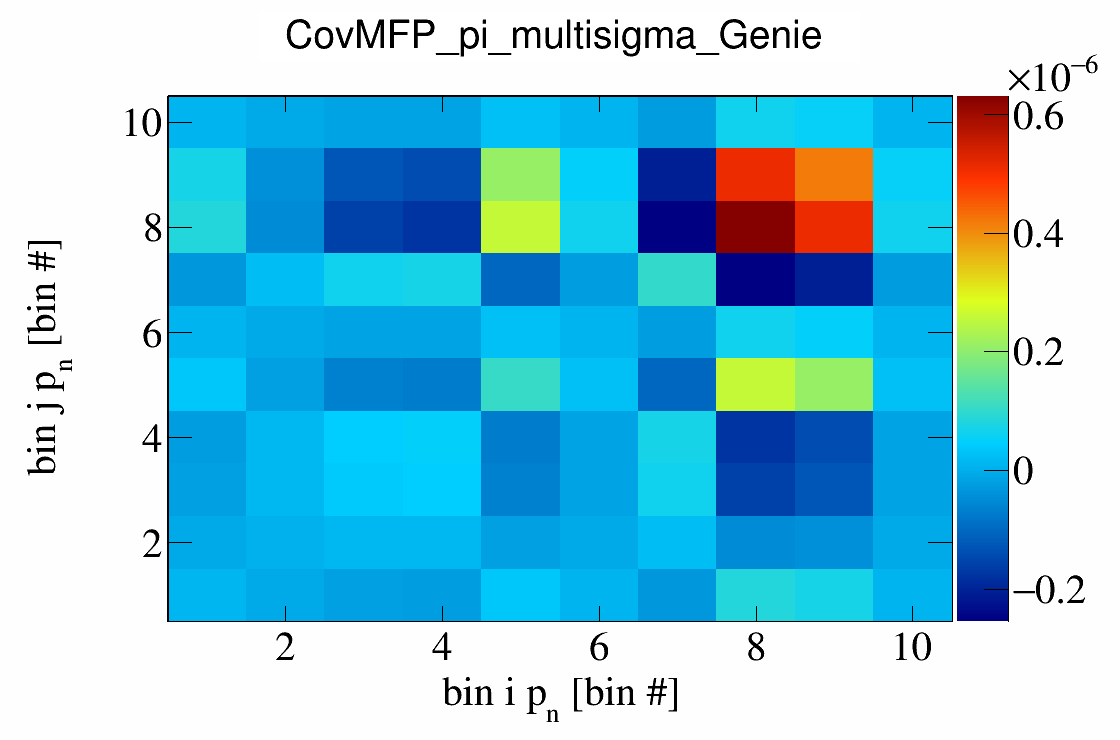 CovMFP_pi_multisigma_Genie
×10⁻⁶
10
8
6
4
2
0.6
0.4
0.2
0
−0.2
2 4 6 8 10
bin j pₙ [bin #]
bin i pₙ [bin #]